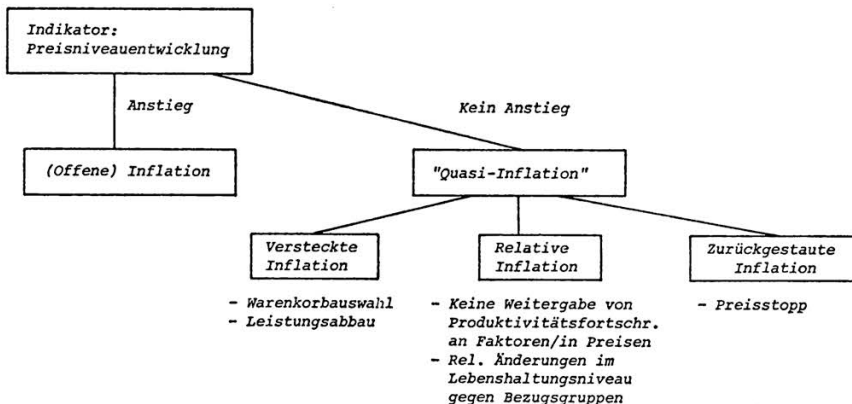 Indikator:
Preisniveauentwicklung
Anstieg
Kein Anstieg
(Offene) Inflation
"Quasi-Inflation"
Versteckte
Inflation
Relative
Inflation
Zurückgestaute
Inflation
- Warenkorbauswahl
- Leistungsabbau
- Keine Weitergabe von
Produktivitätsfortschr.
an Faktoren/in Preisen
- Rel. Änderungen im
Lebenshaltungsniveau
gegen Bezugsgruppen
- Preisstopp